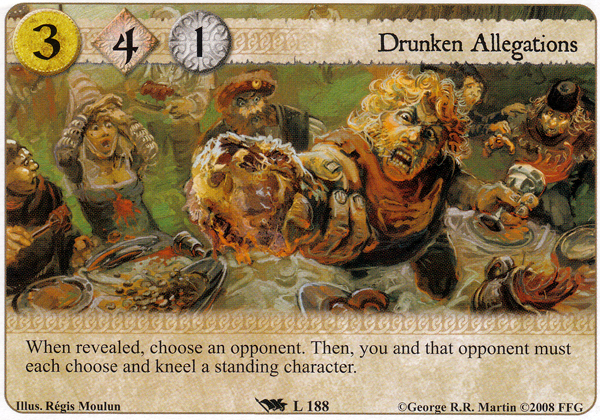 3 4 1 Drunken Allegations
When revealed, choose an opponent. Then, you and that opponent must
each choose and kneel a standing character.
Illus. Régis Moulun L 188 ©George R.R. Martin ©2008 FFG